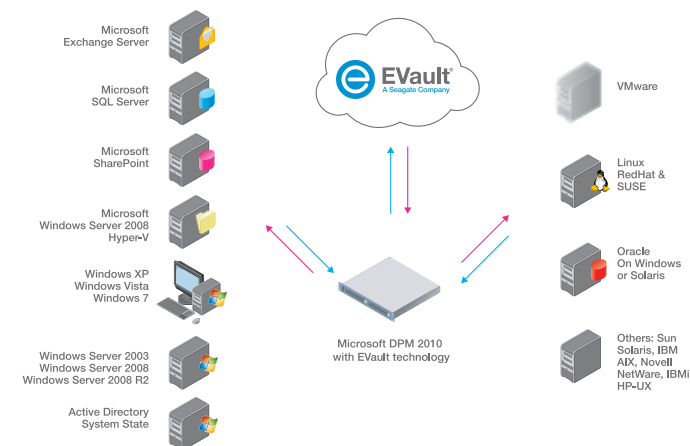 Microsoft
Exchange Server
Microsoft
SQL Server
Microsoft
SharePoint
Microsoft
Windows Server 2008
Hyper-V
Windows XP
Windows Vista
Windows 7
Windows Server 2003
Windows Server 2008
Windows Server 2008 R2
Active Directory
System State
EVault®
A Seagate Company
Microsoft DPM 2010
with EVault technology
VMware
Linux
RedHat &
SUSE
Oracle
On Windows
or Solaris
Others: Sun
Solaris, IBM
AIX, Novell
NetWare, IBMi
HP-UX